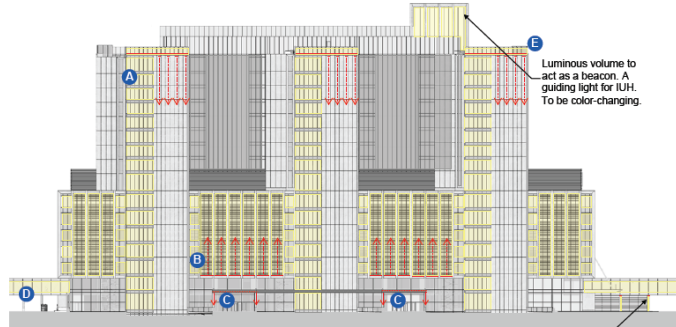 E
A
Luminous volume to
act as a beacon. A
guiding light for IUH.
To be color-changing.
B
C
C
D